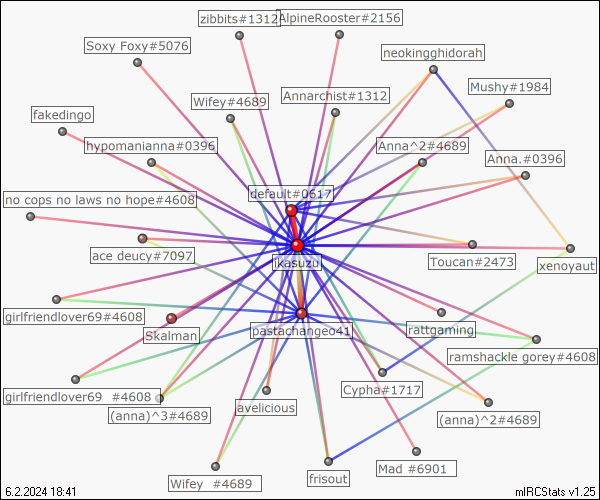 zibbits#1312
AlpineRooster#2156
Soxy Foxy#5076
neokingghidorah
Mushy#1984
Wifey#4689
Annarchist#1312
fakedingo
hypomanianna#0396
Anna^2#4689
Anna.#0396
default#0617
no cops no laws no hope#4608
ace deucy#7097
ikasuzu
Toucan#2473
xenoyaut
girlfriendlover69#4608
Skalman
pastachangeo41
rattgaming
ramshackle gorey#4608
girlfriendlover69 #4608
(anna)^3#4689
avelicious
Cypha#1717
(anna)^2#4689
Wifey #4689
frisout
Mad #6901
6.2.2024 18:41
mIRCStats v1.25